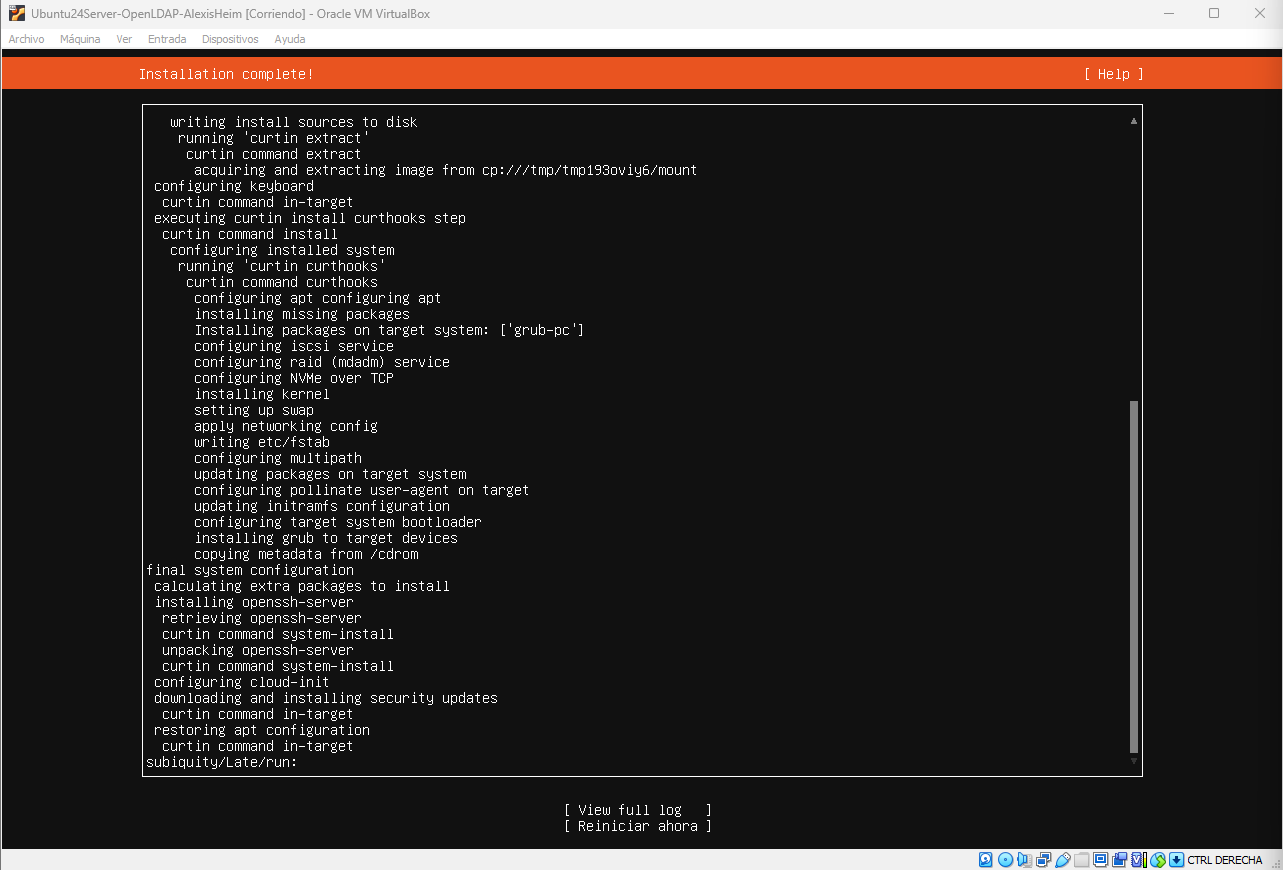 Ubuntu24Server-OpenLDAP-AlexisHeim [Corriendo] - Oracle VM VirtualBox
Archivo Máquina Ver Entrada Dispositivos Ayuda
Installation complete! [ Help ]
writing install sources to disk
running 'curtin extract'
curtin command extract
acquiring and extracting image from cp:///tmp/tmp193oviy6/mount
configuring keyboard
curtin command in-target
executing curtin install curthooks step
curtin command install
configuring installed system
running 'curtin curthooks'
curtin command curthooks
configuring apt configuring apt
installing missing packages
Installing packages on target system: ['grub-pc']
configuring iscsi service
configuring raid (mdadm) service
configuring NVMe over TCP
installing kernel
setting up swap
apply networking config
writing etc/fstab
configuring multipath
updating packages on target system
configuring pollinate user-agent on target
updating initramfs configuration
configuring target system bootloader
installing grub to target devices
copying metadata from /cdrom
final system configuration
calculating extra packages to install
installing openssh-server
retrieving openssh-server
curtin command system-install
unpacking openssh-server
curtin command system-install
configuring cloud-init
downloading and installing security updates
curtin command in-target
restoring apt configuration
curtin command in-target
subiquity/Late/run:
[ View full log ]
[ Reiniciar ahora ]
CTRL DERECHA